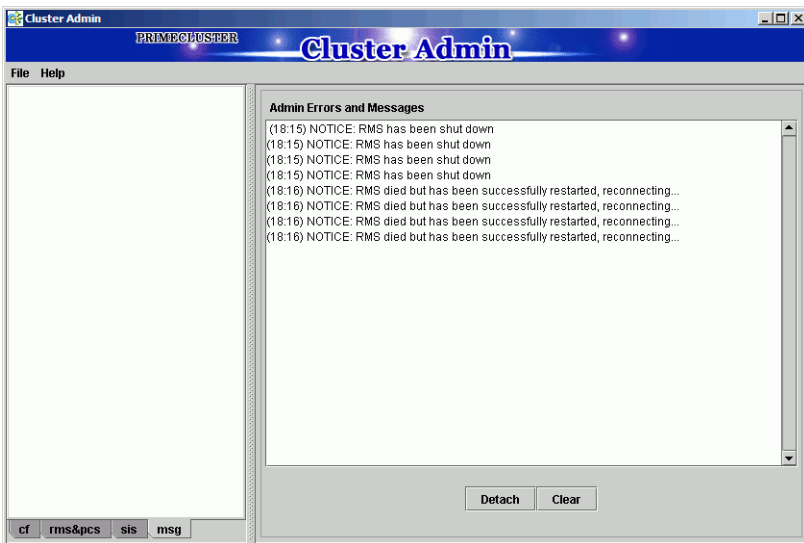 Cluster Admin
PRIMECLUSTER
Cluster Admin
File Help
Admin Errors and Messages
(18:15) NOTICE: RMS has been shut down
(18:15) NOTICE: RMS has been shut down
(18:15) NOTICE: RMS has been shut down
(18:15) NOTICE: RMS has been shut down
(18:16) NOTICE: RMS died but has been successfully restarted, reconnecting...
(18:16) NOTICE: RMS died but has been successfully restarted, reconnecting...
(18:16) NOTICE: RMS died but has been successfully restarted, reconnecting...
(18:16) NOTICE: RMS died but has been successfully restarted, reconnecting...
Detach Clear
cf rms&pcs sis msg